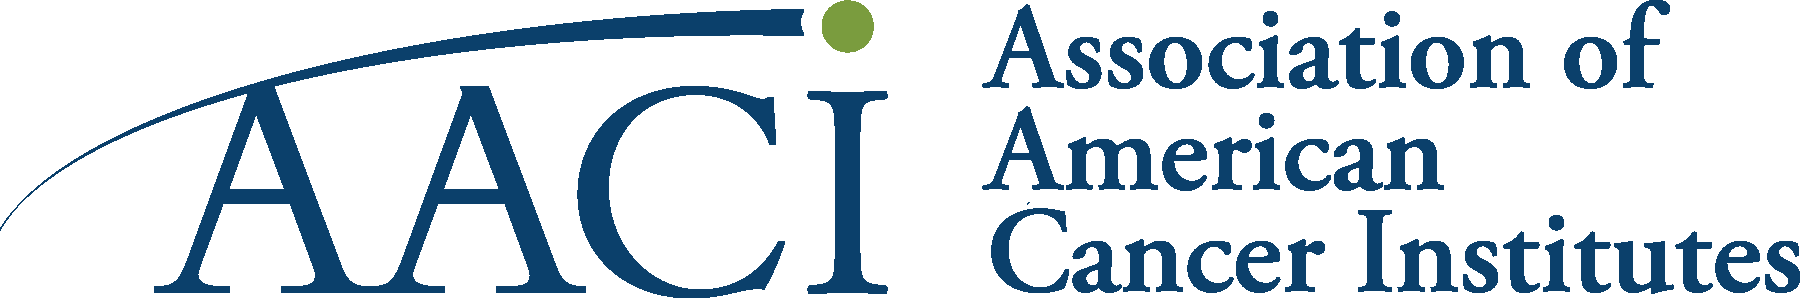 AACI
Association of
American
Cancer Institutes